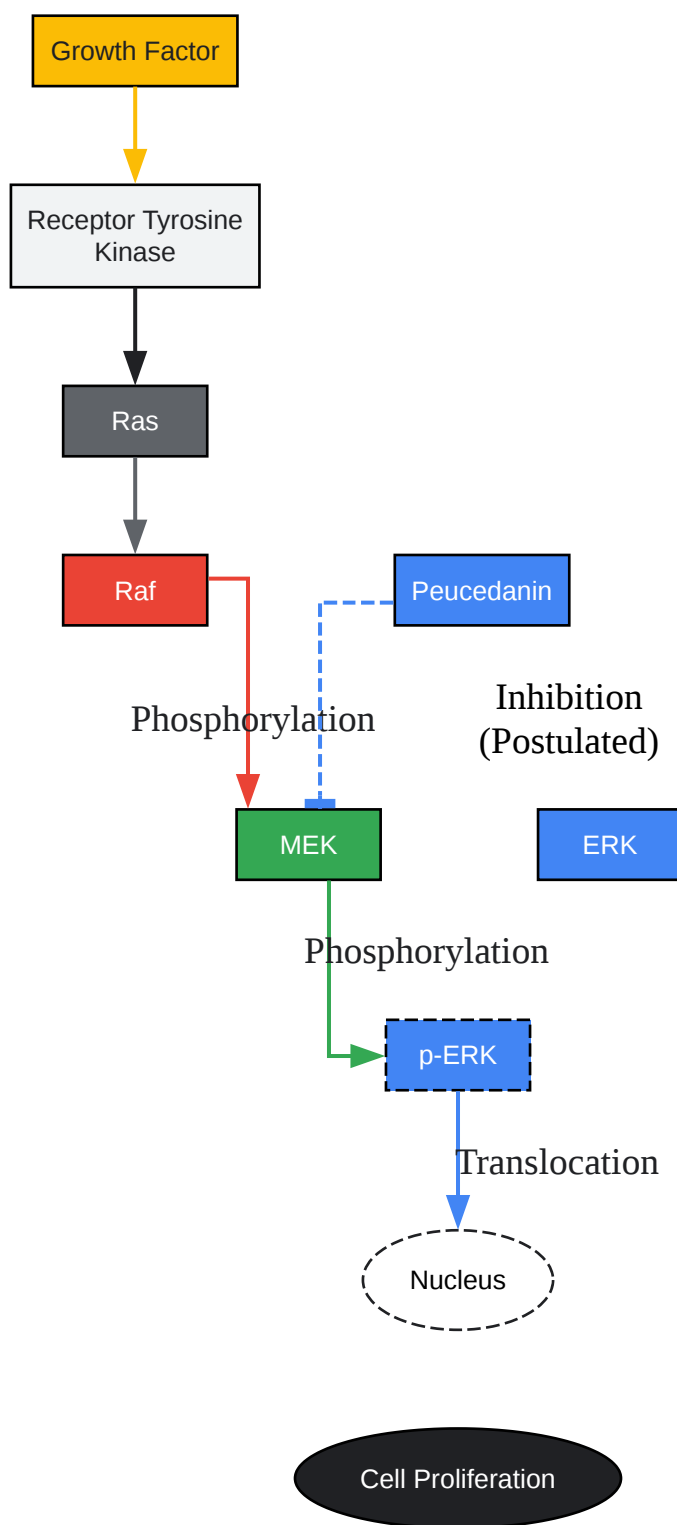 Growth Factor
Receptor Tyrosine
Kinase
Ras
Raf
Peucedanin
Phosphorylation
Inhibition
(Postulated)
MEK
ERK
Phosphorylation
p-ERK
Translocation
Nucleus
Cell Proliferation